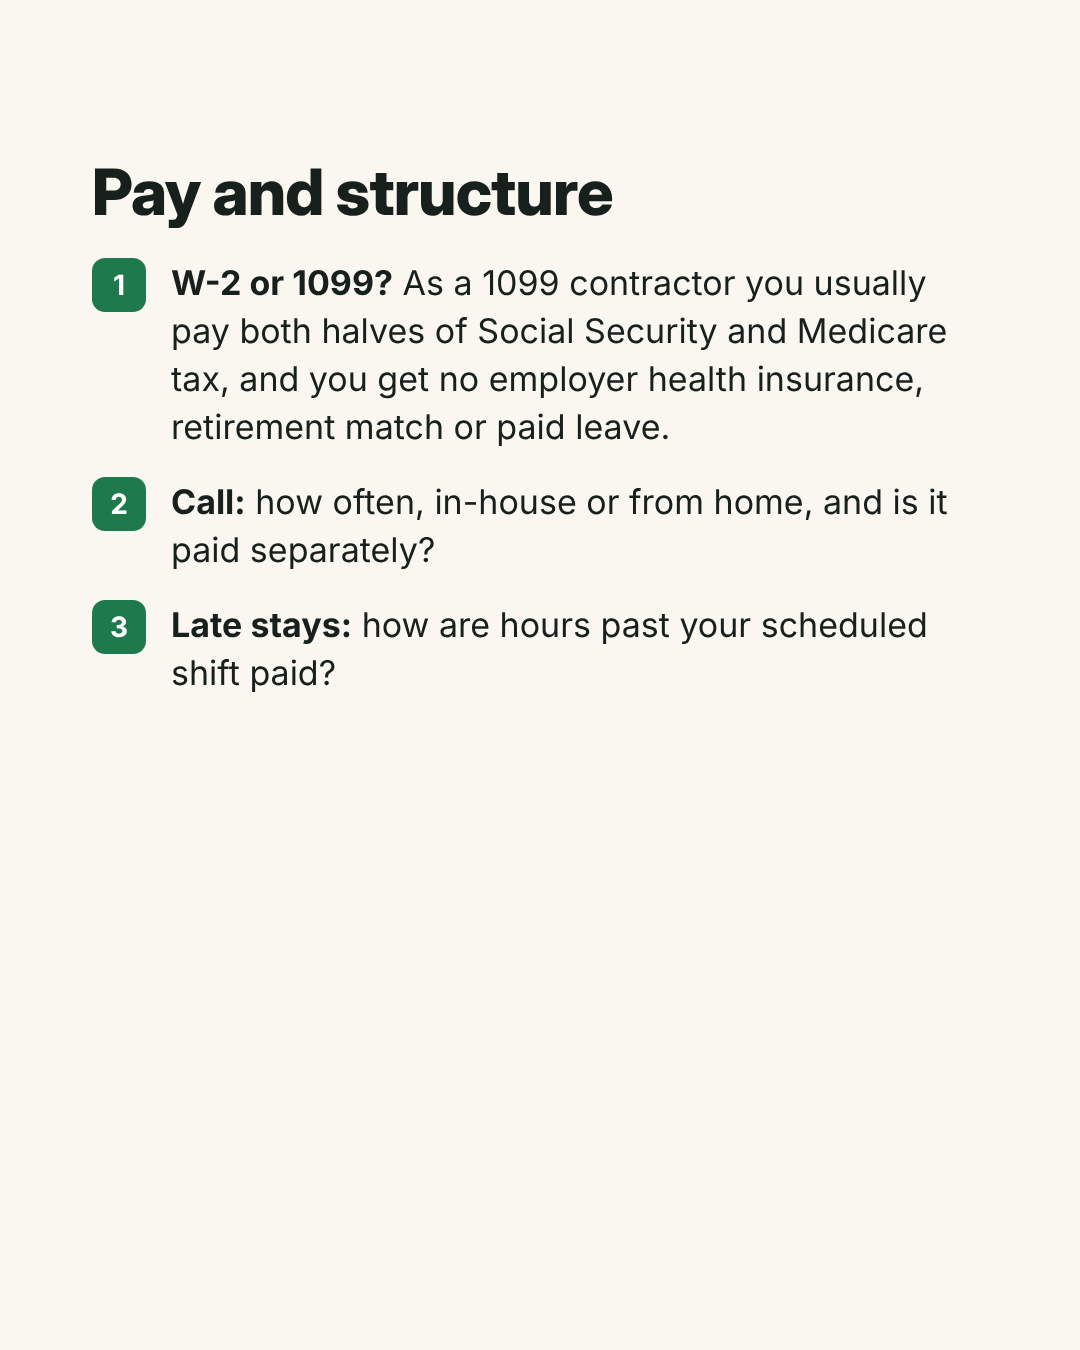 Pay and structure
1 W-2 or 1099? As a 1099 contractor you usually
pay both halves of Social Security and Medicare
tax, and you get no employer health insurance,
retirement match or paid leave.
2 Call: how often, in-house or from home, and is it
paid separately?
3 Late stays: how are hours past your scheduled
shift paid?